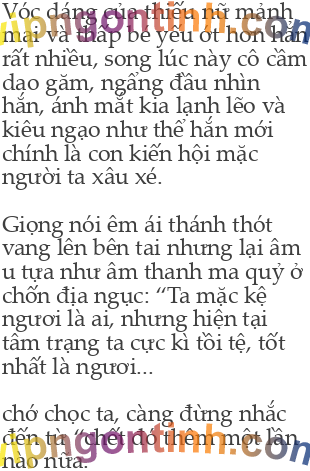 Vóc dáng của thiếu nữ mảnh
mai và thấp bé yếu ớt hơn hắn
rất nhiều, song lúc này cô cầm
dao găm, ngẩng đầu nhìn
hắn, ánh mắt kia lạnh lẽo và
kiêu ngạo như thể hắn mới
chính là con kiến hội mặc
người ta xâu xé.
Giọng nói êm ái thánh thót
vang lên bên tai nhưng lại âm
u tựa như âm thanh ma quỷ ở
chốn địa ngục: “Ta mặc kệ
ngươi là ai, nhưng hiện tại
tâm trạng ta cực kì tồi tệ, tốt
nhất là ngươi...
chớ chọc ta, càng đừng nhắc
đến từ “chết đó thêm một lần
nào nữa.
vipngontinh.com
vipngontinh.com